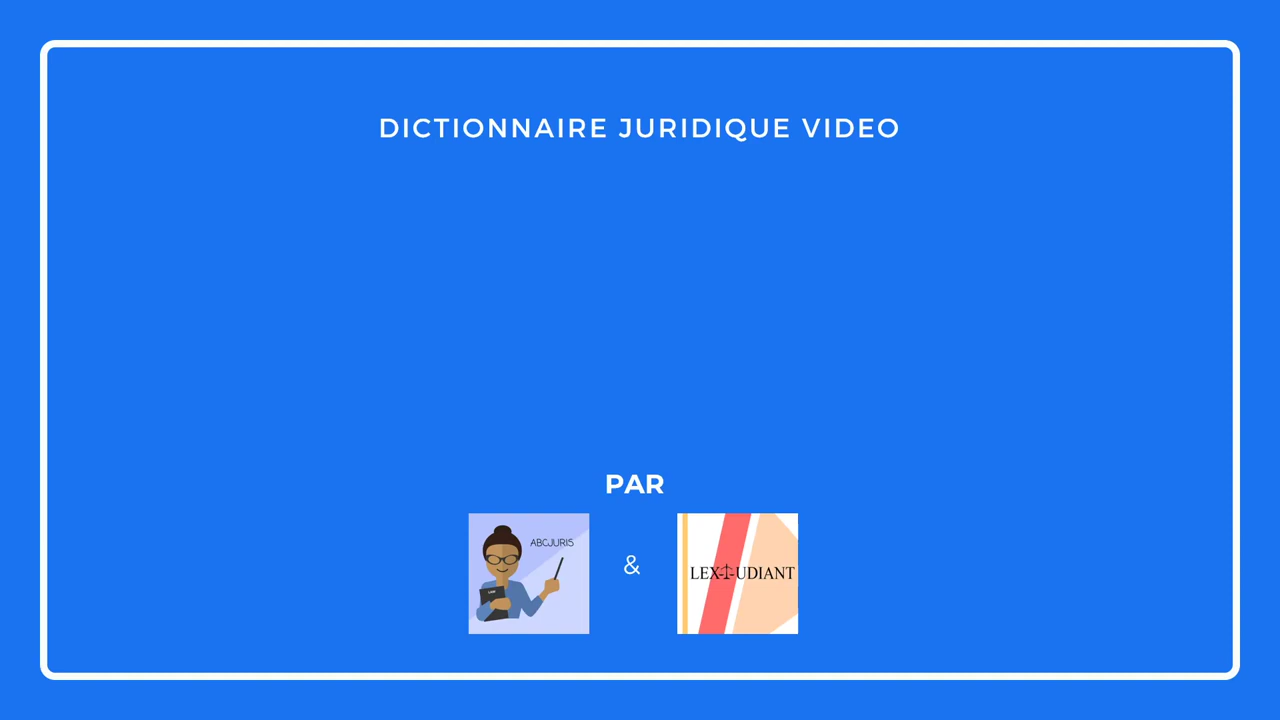 DICTIONNAIRE JURIDIQUE VIDEO
PAR
ABCJURIS
&
LEX UDIANT